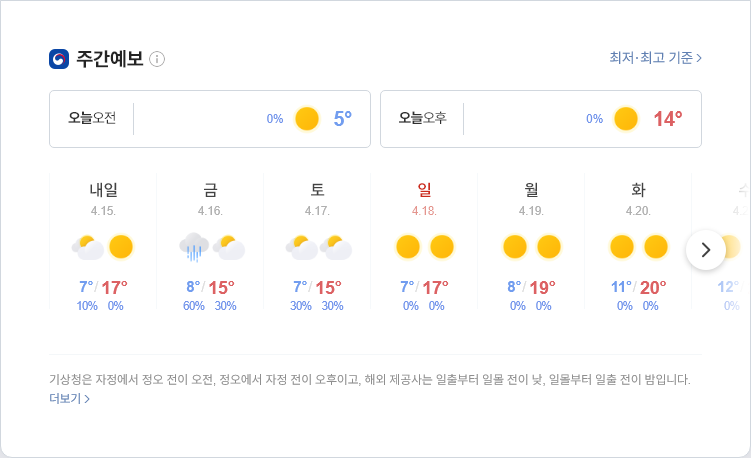 주간예보
최저·최고 기준
오늘오전 0% 5°
오늘오후 0% 14°
내일 금 토 일 월 화
4.15. 4.16. 4.17. 4.18. 4.19. 4.20.
7°/17° 8°/15° 7°/15° 7°/17° 8°/19° 11°/20° 12°
10% 0% 60% 30% 30% 30% 0% 0% 0% 0% 0% 0% 0%
기상청은 자정에서 정오 전이 오전, 정오에서 자정 전이 오후이고, 해외 제공사는 일출부터 일몰 전이 낮, 일몰부터 일출 전이 밤입니다.
더보기